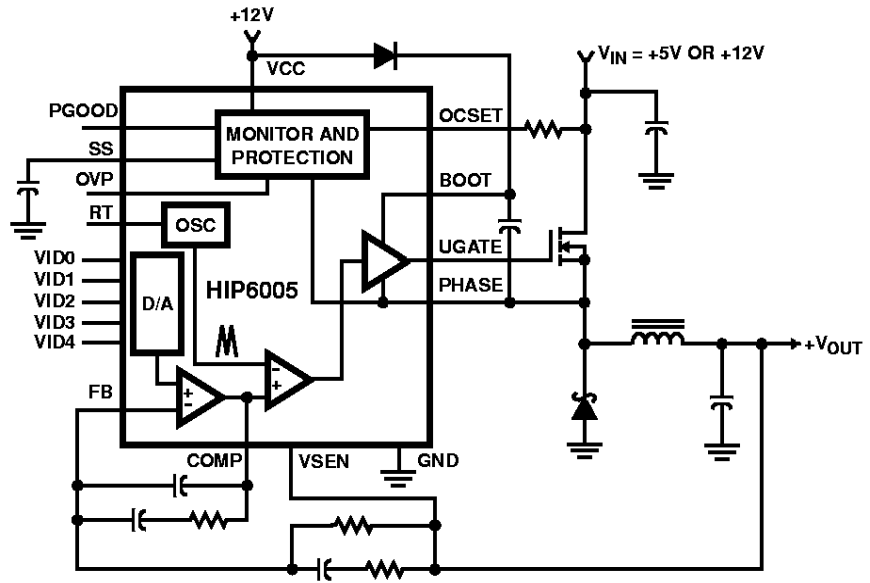 +12V
VCC
VIN = +5V OR +12V
PGOOD
MONITOR AND
PROTECTION
OCSET
SS
OVP
BOOT
RT
OSC
UGATE
VID0
VID1
VID2
VID3
VID4
D/A
HIP6005
PHASE
+VOUT
FB
+
−
−
+
COMP
VSEN
GND